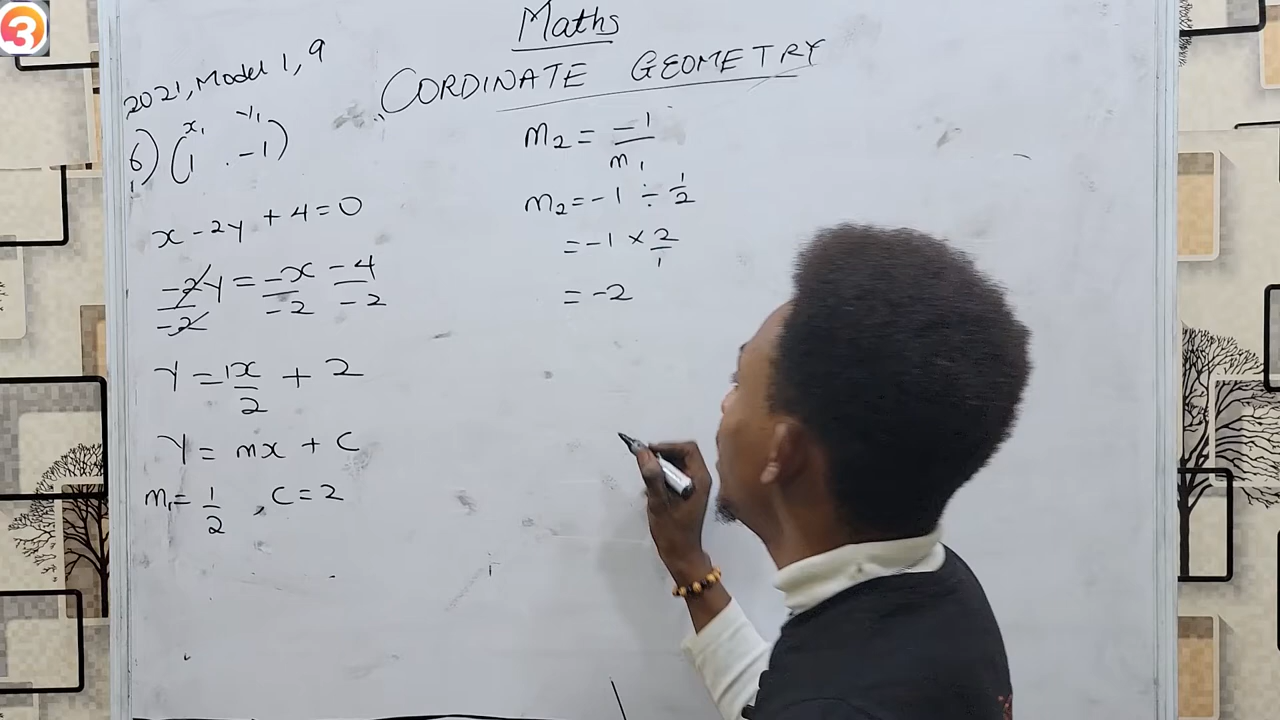 3
Maths
CORDINATE GEOMETRY
2021, Model 1, 9
x₁ y₁
6) (1 . -1)
x - 2y + 4 = 0
-2y/-2 = -x/-2 -4/-2
y = 1x/2 + 2
y = mx + c
m₁ = 1/2 , c = 2
m₂ = -1/m₁
m₂ = -1 ÷ 1/2
= -1 × 2/1
= -2